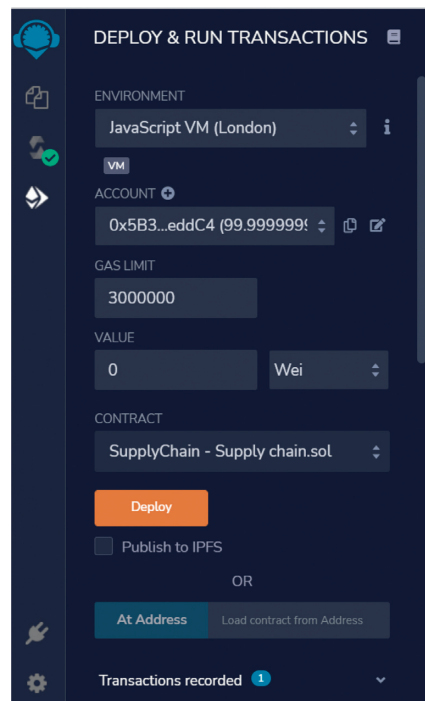 DEPLOY & RUN TRANSACTIONS
ENVIRONMENT
JavaScript VM (London)
VM
ACCOUNT
0x5B3...eddC4 (99.9999999
GAS LIMIT
3000000
VALUE
0 Wei
CONTRACT
SupplyChain - Supply chain.sol
Deploy
Publish to IPFS
OR
At Address Load contract from Address
Transactions recorded 1